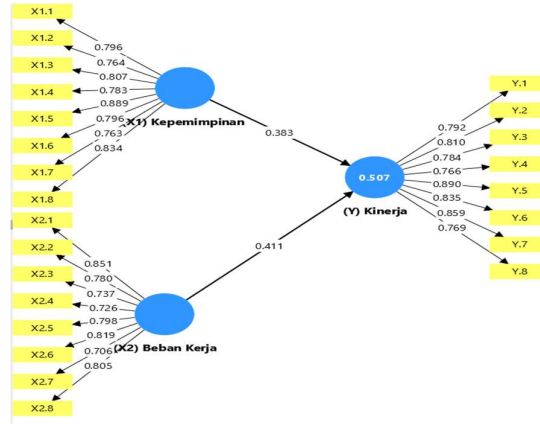 X1.1
X1.2
X1.3
X1.4
X1.5
X1.6
X1.7
X1.8
0.796
0.764
0.807
0.783
0.889
0.796
0.763
0.834
(X1) Kepemimpinan
0.383
X2.1
X2.2
X2.3
X2.4
X2.5
X2.6
X2.7
X2.8
0.851
0.780
0.737
0.726
0.798
0.819
0.706
0.805
(X2) Beban Kerja
0.411
0.507
(Y) Kinerja
0.792
0.810
0.784
0.766
0.890
0.835
0.859
0.769
Y.1
Y.2
Y.3
Y.4
Y.5
Y.6
Y.7
Y.8